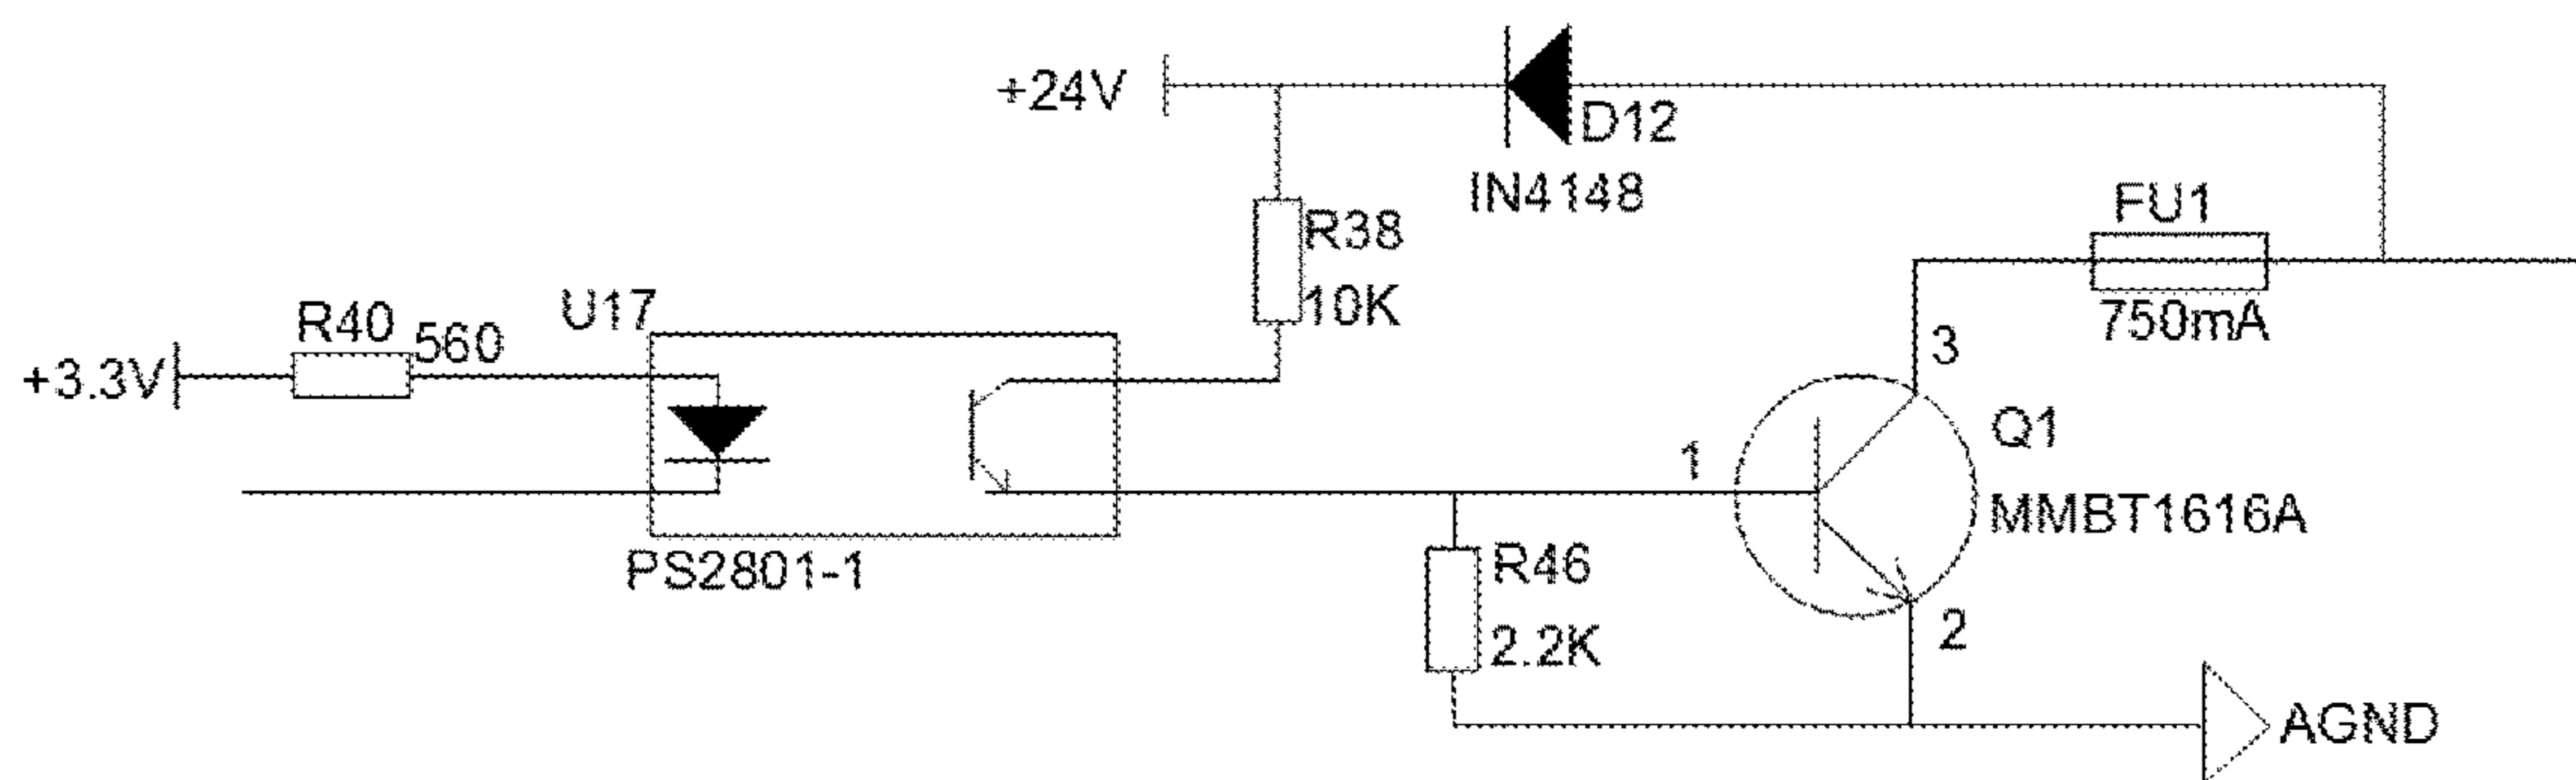 +24V
D12
IN4148
R38
10K
FU1
750mA
R40
560
U17
+3.3V
3
1
Q1
MMBT1616A
PS2801-1
R46
2.2K
2
AGND